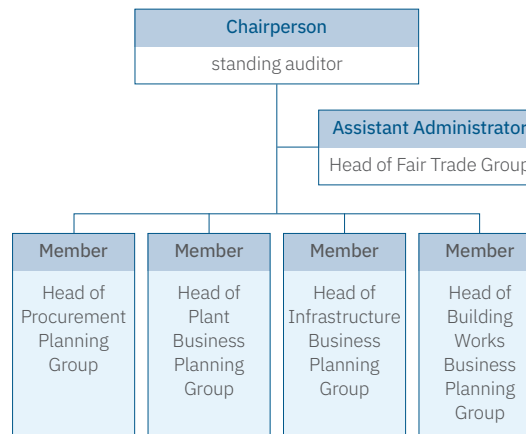 Chairperson
standing auditor
Assistant Administrator
Head of Fair Trade Group
Member
Head of
Procurement
Planning
Group
Member
Head of
Plant
Business
Planning
Group
Member
Head of
Infrastructure
Business
Planning
Group
Member
Head of
Building
Works
Business
Planning
Group